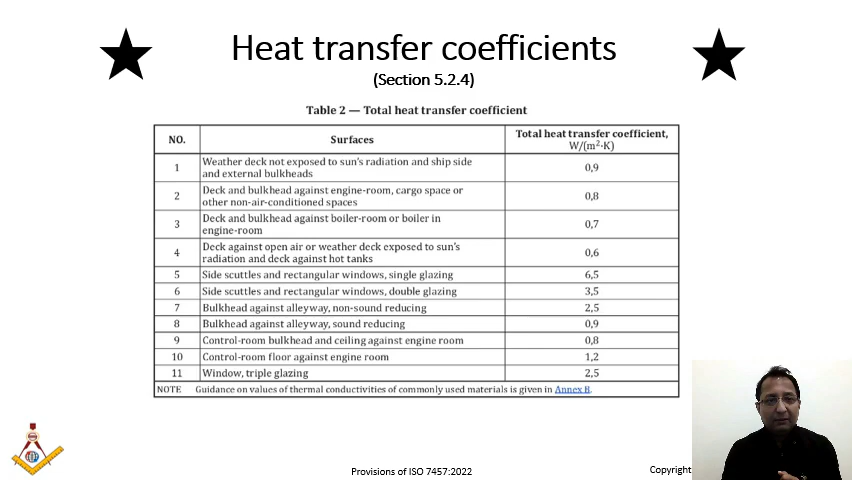 Heat transfer coefficients
(Section 5.2.4)
Table 2 — Total heat transfer coefficient
NO. Surfaces Total heat transfer coefficient,
W/(m²·K)
1 Weather deck not exposed to sun's radiation and ship side
and external bulkheads 0,9
2 Deck and bulkhead against engine-room, cargo space or
other non-air-conditioned spaces 0,8
3 Deck and bulkhead against boiler-room or boiler in
engine-room 0,7
4 Deck against open air or weather deck exposed to sun's
radiation and deck against hot tanks 0,6
5 Side scuttles and rectangular windows, single glazing 6,5
6 Side scuttles and rectangular windows, double glazing 3,5
7 Bulkhead against alleyway, non-sound reducing 2,5
8 Bulkhead against alleyway, sound reducing 0,9
9 Control-room bulkhead and ceiling against engine room 0,8
10 Control-room floor against engine room 1,2
11 Window, triple glazing 2,5
NOTE Guidance on values of thermal conductivities of commonly used materials is given in Annex B.
Provisions of ISO 7457:2022
Copyright